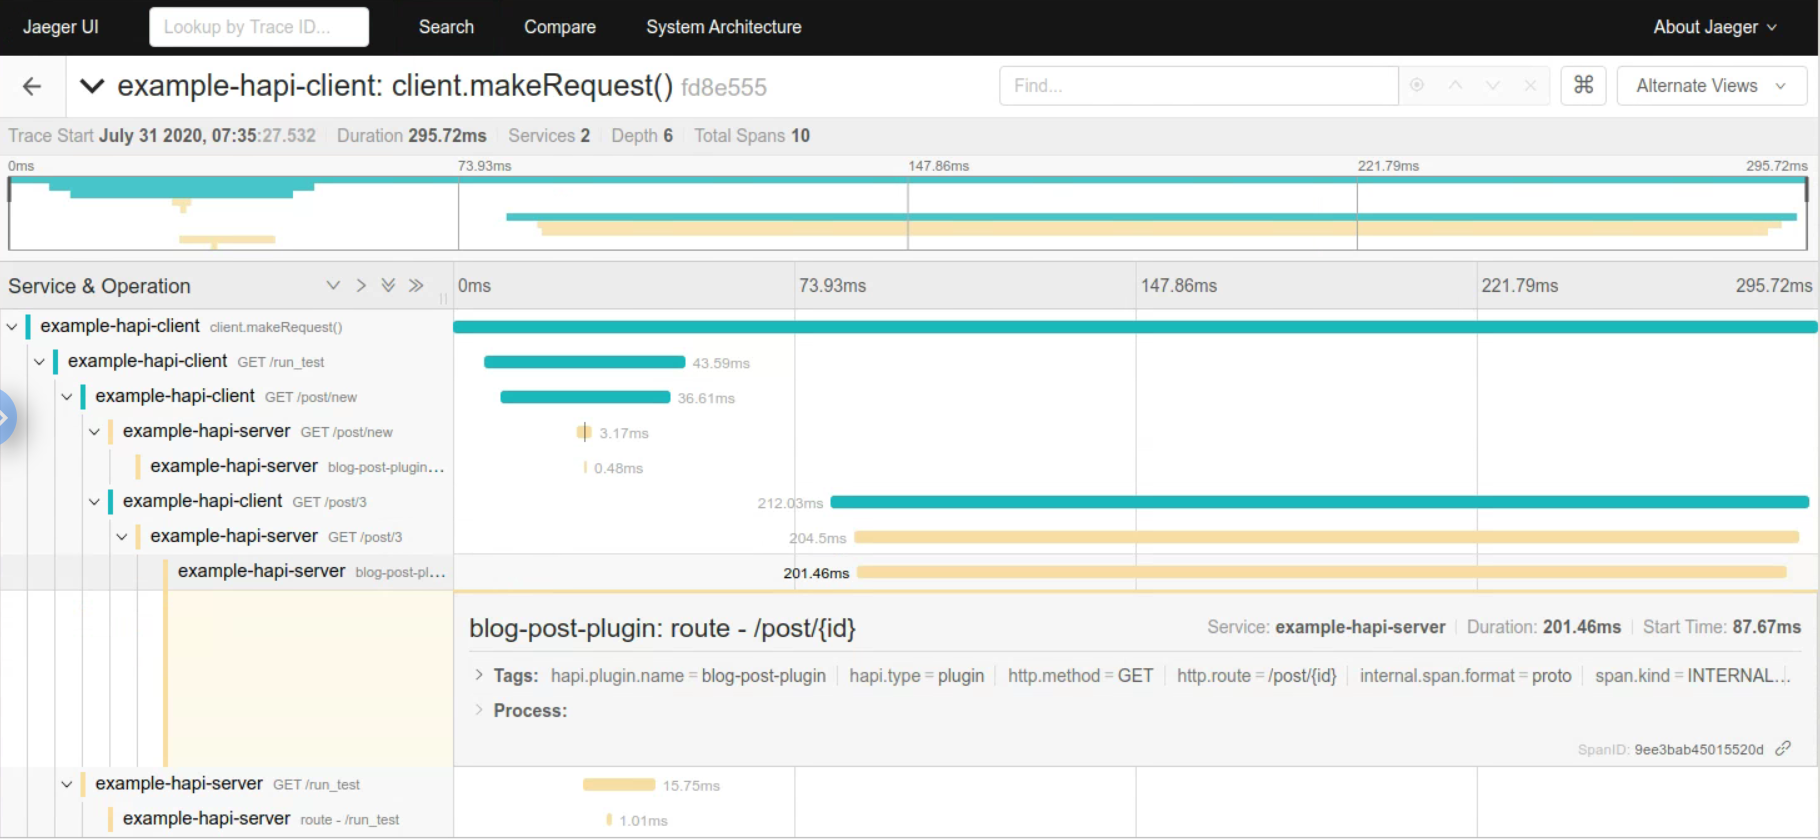 Jaeger UI Lookup by Trace ID... Search Compare System Architecture About Jaeger
example-hapi-client: client.makeRequest() fd8e555 Find... ⌘ Alternate Views
Trace Start July 31 2020, 07:35:27.532 Duration 295.72ms Services 2 Depth 6 Total Spans 10
0ms 73.93ms 147.86ms 221.79ms 295.72ms
Service & Operation 0ms 73.93ms 147.86ms 221.79ms 295.72ms
example-hapi-client client.makeRequest()
example-hapi-client GET /run_test 43.59ms
example-hapi-client GET /post/new 36.61ms
example-hapi-server GET /post/new 3.17ms
example-hapi-server blog-post-plugin... 0.48ms
example-hapi-client GET /post/3 212.03ms
example-hapi-server GET /post/3 204.5ms
example-hapi-server blog-post-pl... 201.46ms
blog-post-plugin: route - /post/{id} Service: example-hapi-server Duration: 201.46ms Start Time: 87.67ms
Tags: hapi.plugin.name = blog-post-plugin hapi.type = plugin http.method = GET http.route = /post/{id} internal.span.format = proto span.kind = INTERNAL...
Process:
SpanID: 9ee3bab45015520d
example-hapi-server GET /run_test 15.75ms
example-hapi-server route - /run_test 1.01ms